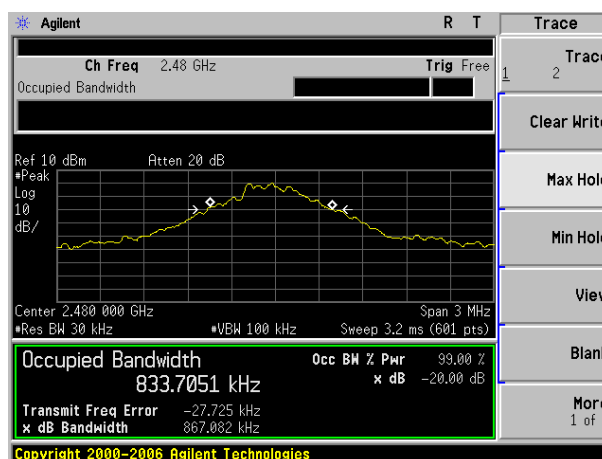 Agilent R T Trace
Ch Freq 2.48 GHz Trig Free
Occupied Bandwidth
Trace
1 2
Clear Write
Max Hold
Min Hold
View
Blank
More
1 of
Ref 10 dBm Atten 20 dB
#Peak
Log
10
dB/
Center 2.480 000 GHz Span 3 MHz
#Res BW 30 kHz #VBW 100 kHz Sweep 3.2 ms (601 pts)
Occupied Bandwidth Occ BW % Pwr 99.00 %
833.7051 kHz x dB -20.00 dB
Transmit Freq Error -27.725 kHz
x dB Bandwidth 867.082 kHz
Copyright 2000-2006 Agilent Technologies